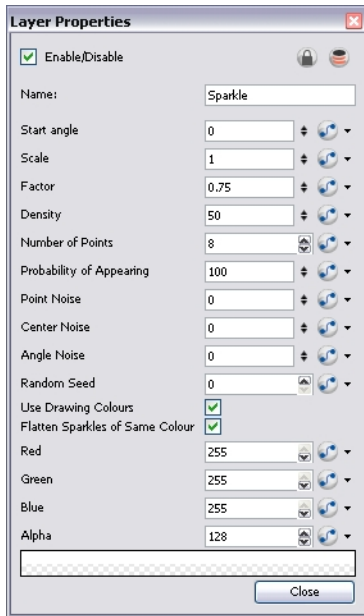 Layer Properties
Enable/Disable
Name: Sparkle
Start angle 0
Scale 1
Factor 0.75
Density 50
Number of Points 8
Probability of Appearing 100
Point Noise 0
Center Noise 0
Angle Noise 0
Random Seed 0
Use Drawing Colours
Flatten Sparkles of Same Colour
Red 255
Green 255
Blue 255
Alpha 128
Close